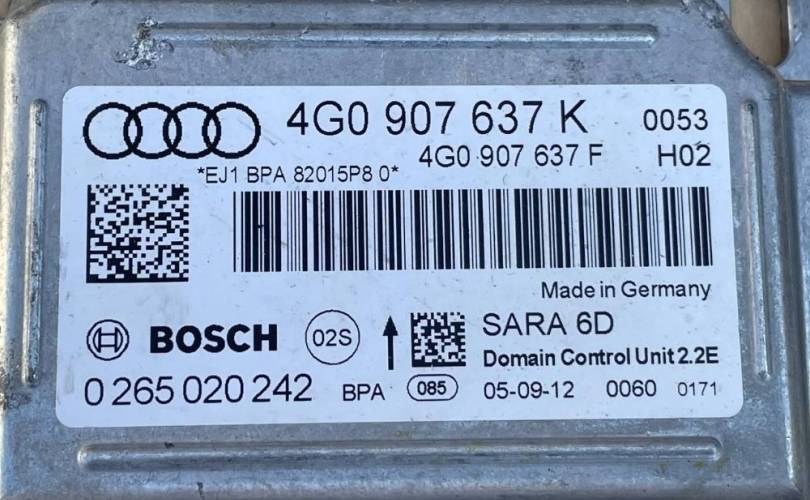 4G0 907 637 K 0053
4G0 907 637 F H02
*EJ1 BPA 82015P8 0*
Made in Germany
BOSCH 02S SARA 6D
Domain Control Unit 2.2E
0 265 020 242 BPA 085 05-09-12 0060 0171